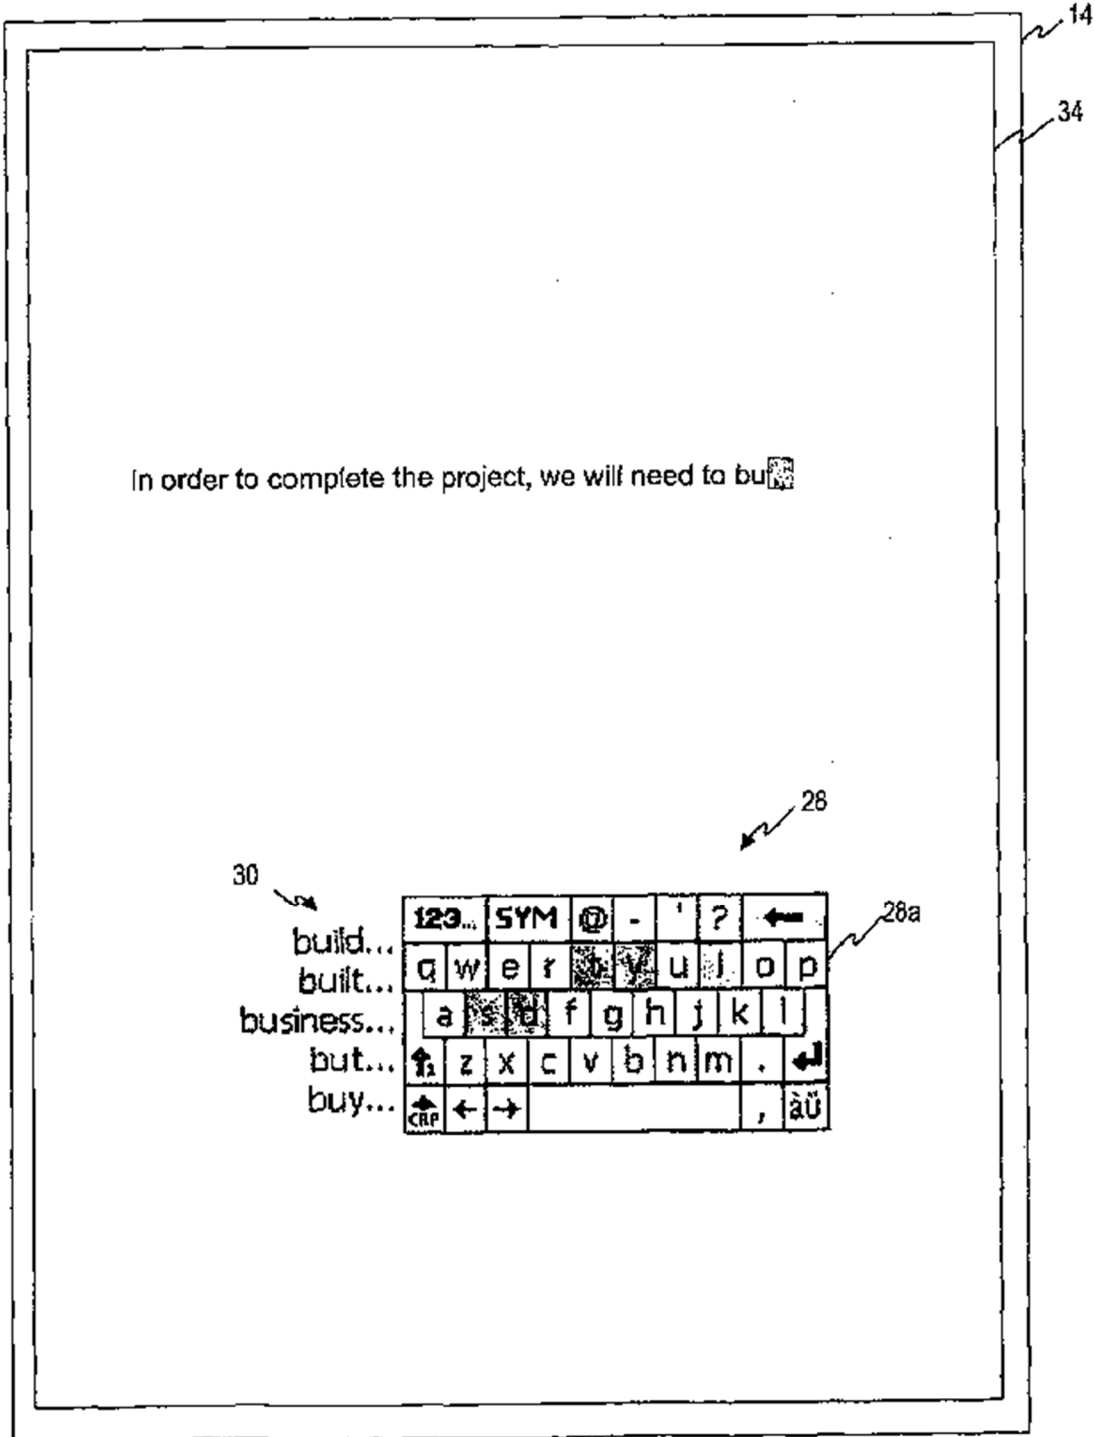 14
34
In order to complete the project, we will need to bu
28
30
28a
123... SYM @ - ' ?
build...
q w e r t y u i o p
built...
a s d f g h j k l
business...
but...
z x c v b n m .
buy...
CAP , àü